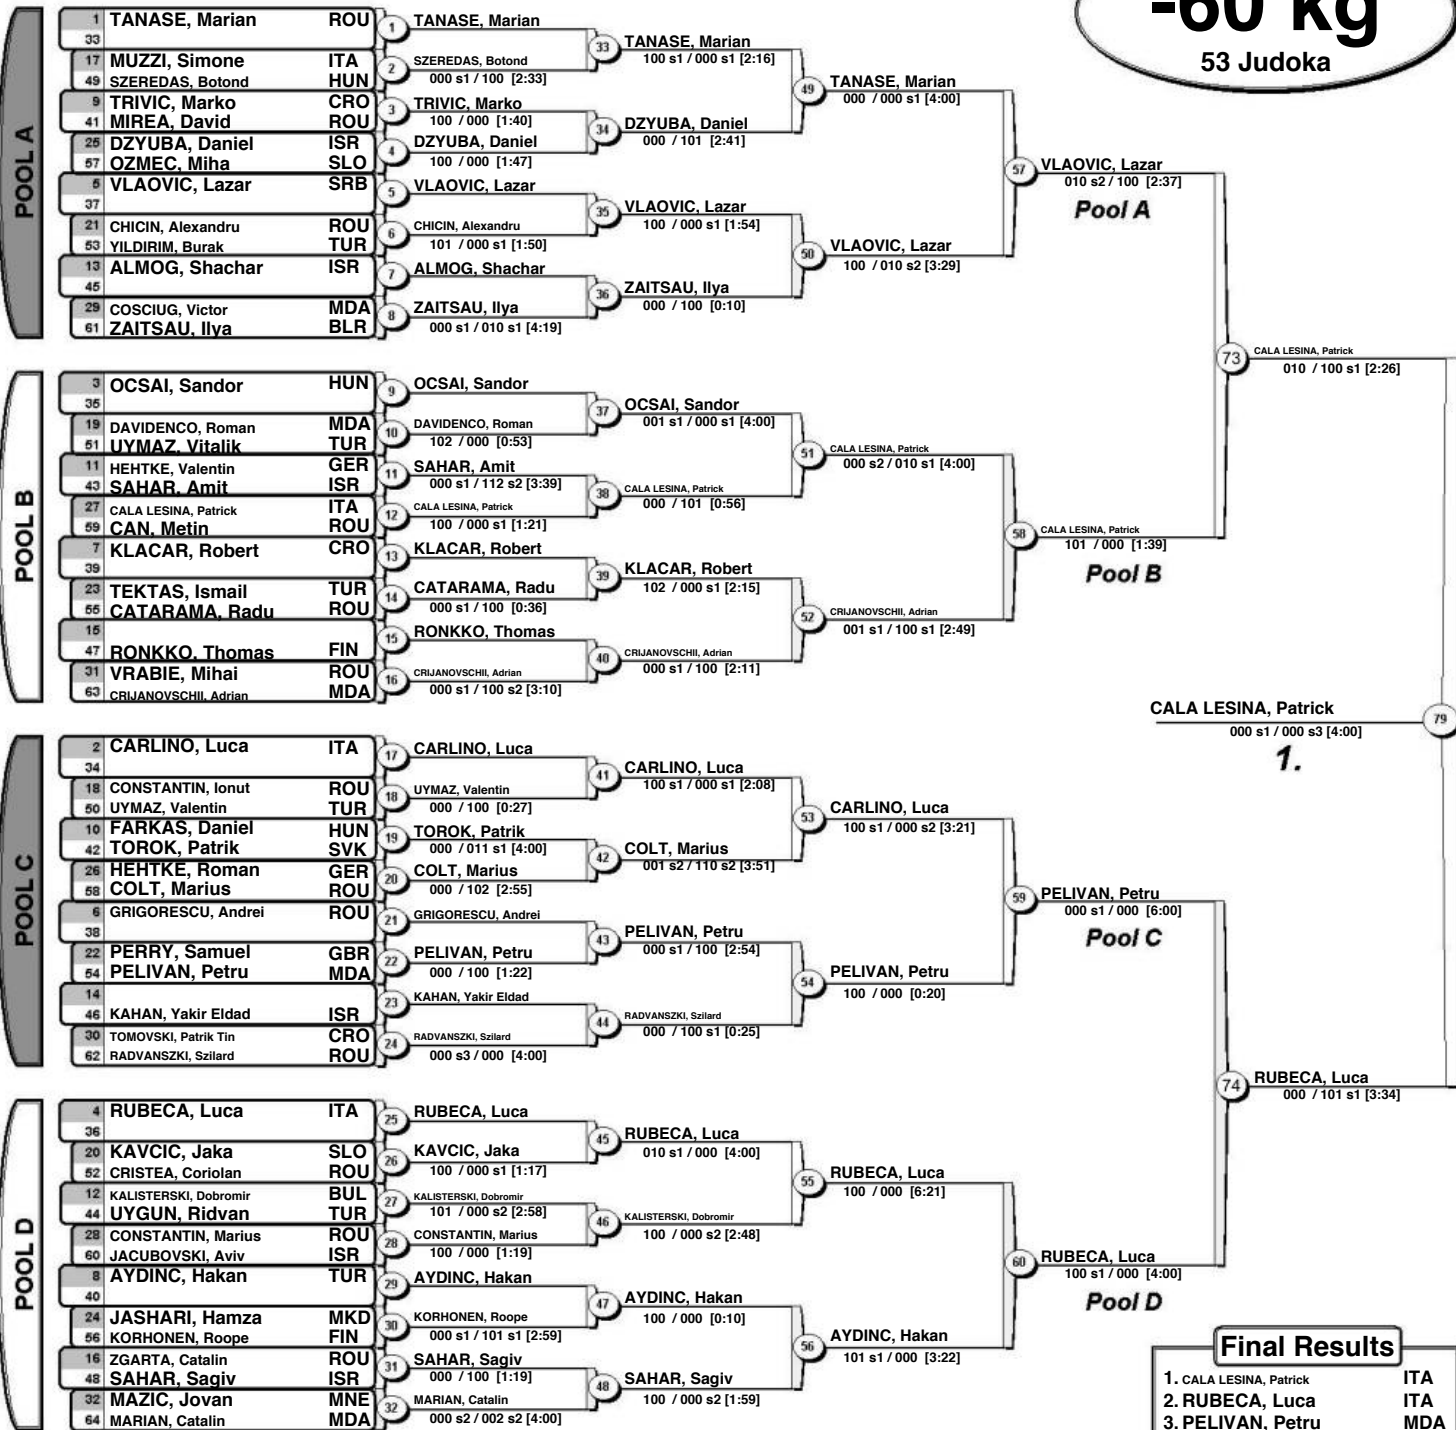 -60 kg
53 Judoka
POOL A
1 TANASE, Marian ROU
33
17 MUZZI, Simone ITA
49 SZEREDAS, Botond HUN
9 TRIVIC, Marko CRO
41 MIREA, David ROU
25 DZYUBA, Daniel ISR
57 OZMEC, Miha SLO
5 VLAOVIC, Lazar SRB
37
21 CHICIN, Alexandru ROU
53 YILDIRIM, Burak TUR
13 ALMOG, Shachar ISR
45
29 COSCIUG, Victor MDA
61 ZAITSAU, Ilya BLR
1 TANASE, Marian
2 SZEREDAS, Botond
000 s1 / 100 [2:33]
3 TRIVIC, Marko
100 / 000 [1:40]
4 DZYUBA, Daniel
100 / 000 [1:47]
5 VLAOVIC, Lazar
6 CHICIN, Alexandru
101 / 000 s1 [1:50]
7 ALMOG, Shachar
8 ZAITSAU, Ilya
000 s1 / 010 s1 [4:19]
33 TANASE, Marian
100 s1 / 000 s1 [2:16]
34 DZYUBA, Daniel
000 / 101 [2:41]
35 VLAOVIC, Lazar
100 / 000 s1 [1:54]
36 ZAITSAU, Ilya
000 / 100 [0:10]
49 TANASE, Marian
000 / 000 s1 [4:00]
50 VLAOVIC, Lazar
100 / 010 s2 [3:29]
57 VLAOVIC, Lazar
010 s2 / 100 [2:37]
Pool A
POOL B
3 OCSAI, Sandor HUN
35
19 DAVIDENCO, Roman MDA
51 UYMAZ, Vitalik TUR
11 HEHTKE, Valentin GER
43 SAHAR, Amit ISR
27 CALA LESINA, Patrick ITA
59 CAN, Metin ROU
7 KLACAR, Robert CRO
39
23 TEKTAS, Ismail TUR
55 CATARAMA, Radu ROU
15
47 RONKKO, Thomas FIN
31 VRABIE, Mihai ROU
63 CRIJANOVSCHII, Adrian MDA
9 OCSAI, Sandor
10 DAVIDENCO, Roman
102 / 000 [0:53]
11 SAHAR, Amit
000 s1 / 112 s2 [3:39]
12 CALA LESINA, Patrick
100 / 000 s1 [1:21]
13 KLACAR, Robert
14 CATARAMA, Radu
000 s1 / 100 [0:36]
15 RONKKO, Thomas
16 CRIJANOVSCHII, Adrian
000 s1 / 100 s2 [3:10]
37 OCSAI, Sandor
001 s1 / 000 s1 [4:00]
38 CALA LESINA, Patrick
000 / 101 [0:56]
39 KLACAR, Robert
102 / 000 s1 [2:15]
40 CRIJANOVSCHII, Adrian
000 s1 / 100 [2:11]
51 CALA LESINA, Patrick
000 s2 / 010 s1 [4:00]
52 CRIJANOVSCHII, Adrian
001 s1 / 100 s1 [2:49]
58 CALA LESINA, Patrick
101 / 000 [1:39]
Pool B
73 CALA LESINA, Patrick
010 / 100 s1 [2:26]
CALA LESINA, Patrick 79
000 s1 / 000 s3 [4:00]
1.
POOL C
2 CARLINO, Luca ITA
34
18 CONSTANTIN, Ionut ROU
50 UYMAZ, Valentin TUR
10 FARKAS, Daniel HUN
42 TOROK, Patrik SVK
26 HEHTKE, Roman GER
58 COLT, Marius ROU
6 GRIGORESCU, Andrei ROU
38
22 PERRY, Samuel GBR
54 PELIVAN, Petru MDA
14
46 KAHAN, Yakir Eldad ISR
30 TOMOVSKI, Patrik Tin CRO
62 RADVANSZKI, Szilard ROU
17 CARLINO, Luca
18 UYMAZ, Valentin
000 / 100 [0:27]
19 TOROK, Patrik
000 / 011 s1 [4:00]
20 COLT, Marius
000 / 102 [2:55]
21 GRIGORESCU, Andrei
22 PELIVAN, Petru
000 / 100 [1:22]
23 KAHAN, Yakir Eldad
24 RADVANSZKI, Szilard
000 s3 / 000 [4:00]
41 CARLINO, Luca
100 s1 / 000 s1 [2:08]
42 COLT, Marius
001 s2 / 110 s2 [3:51]
43 PELIVAN, Petru
000 s1 / 100 [2:54]
44 RADVANSZKI, Szilard
000 / 100 s1 [0:25]
53 CARLINO, Luca
100 s1 / 000 s2 [3:21]
54 PELIVAN, Petru
100 / 000 [0:20]
59 PELIVAN, Petru
000 s1 / 000 [6:00]
Pool C
POOL D
4 RUBECA, Luca ITA
36
20 KAVCIC, Jaka SLO
52 CRISTEA, Coriolan ROU
12 KALISTERSKI, Dobromir BUL
44 UYGUN, Ridvan TUR
28 CONSTANTIN, Marius ROU
60 JACUBOVSKI, Aviv ISR
8 AYDINC, Hakan TUR
40
24 JASHARI, Hamza MKD
56 KORHONEN, Roope FIN
16 ZGARTA, Catalin ROU
48 SAHAR, Sagiv ISR
32 MAZIC, Jovan MNE
64 MARIAN, Catalin MDA
25 RUBECA, Luca
26 KAVCIC, Jaka
100 / 000 s1 [1:17]
27 KALISTERSKI, Dobromir
101 / 000 s2 [2:58]
28 CONSTANTIN, Marius
100 / 000 [1:19]
29 AYDINC, Hakan
30 KORHONEN, Roope
000 s1 / 101 s1 [2:59]
31 SAHAR, Sagiv
000 / 100 [1:19]
32 MARIAN, Catalin
000 s2 / 002 s2 [4:00]
45 RUBECA, Luca
010 s1 / 000 [4:00]
46 KALISTERSKI, Dobromir
100 / 000 s2 [2:48]
47 AYDINC, Hakan
100 / 000 [0:10]
48 SAHAR, Sagiv
100 / 000 s2 [1:59]
55 RUBECA, Luca
100 / 000 [6:21]
56 AYDINC, Hakan
101 s1 / 000 [3:22]
60 RUBECA, Luca
100 s1 / 000 [4:00]
Pool D
74 RUBECA, Luca
000 / 101 s1 [3:34]
Final Results
1. CALA LESINA, Patrick ITA
2. RUBECA, Luca ITA
3. PELIVAN, Petru MDA